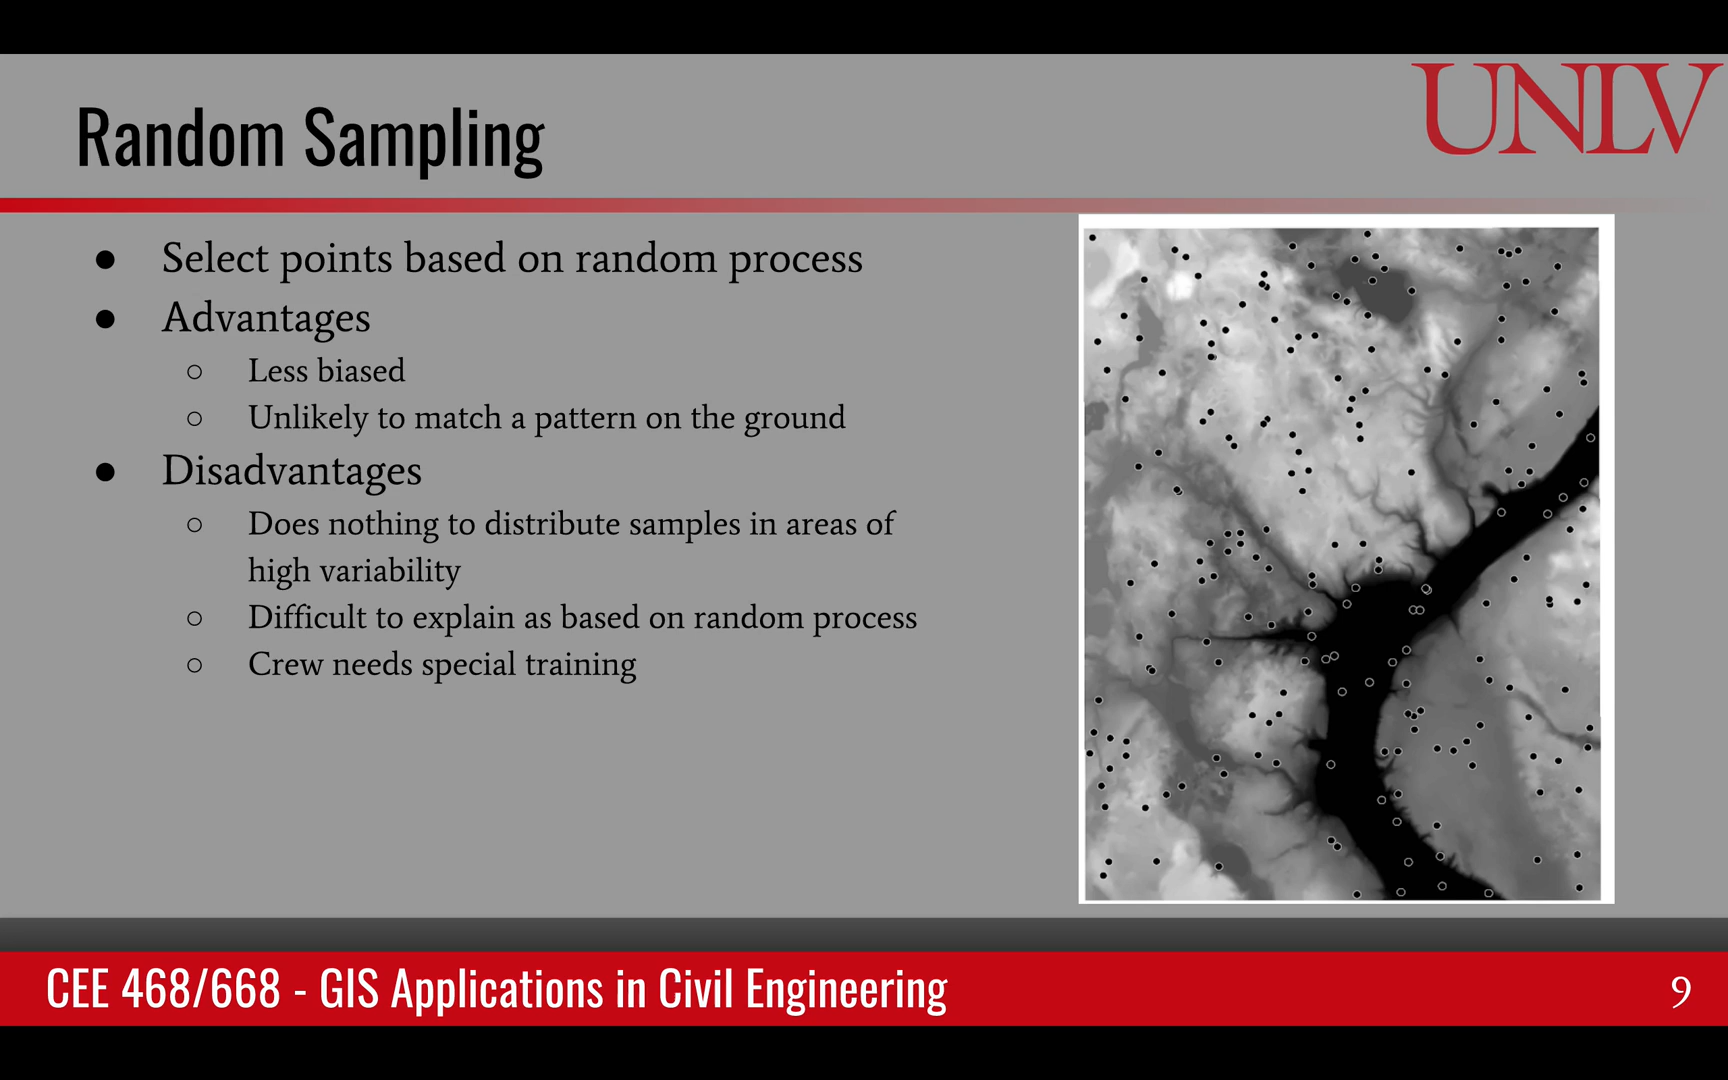 UNLV
Random Sampling
● Select points based on random process
● Advantages
○ Less biased
○ Unlikely to match a pattern on the ground
● Disadvantages
○ Does nothing to distribute samples in areas of
high variability
○ Difficult to explain as based on random process
○ Crew needs special training
CEE 468/668 - GIS Applications in Civil Engineering
9